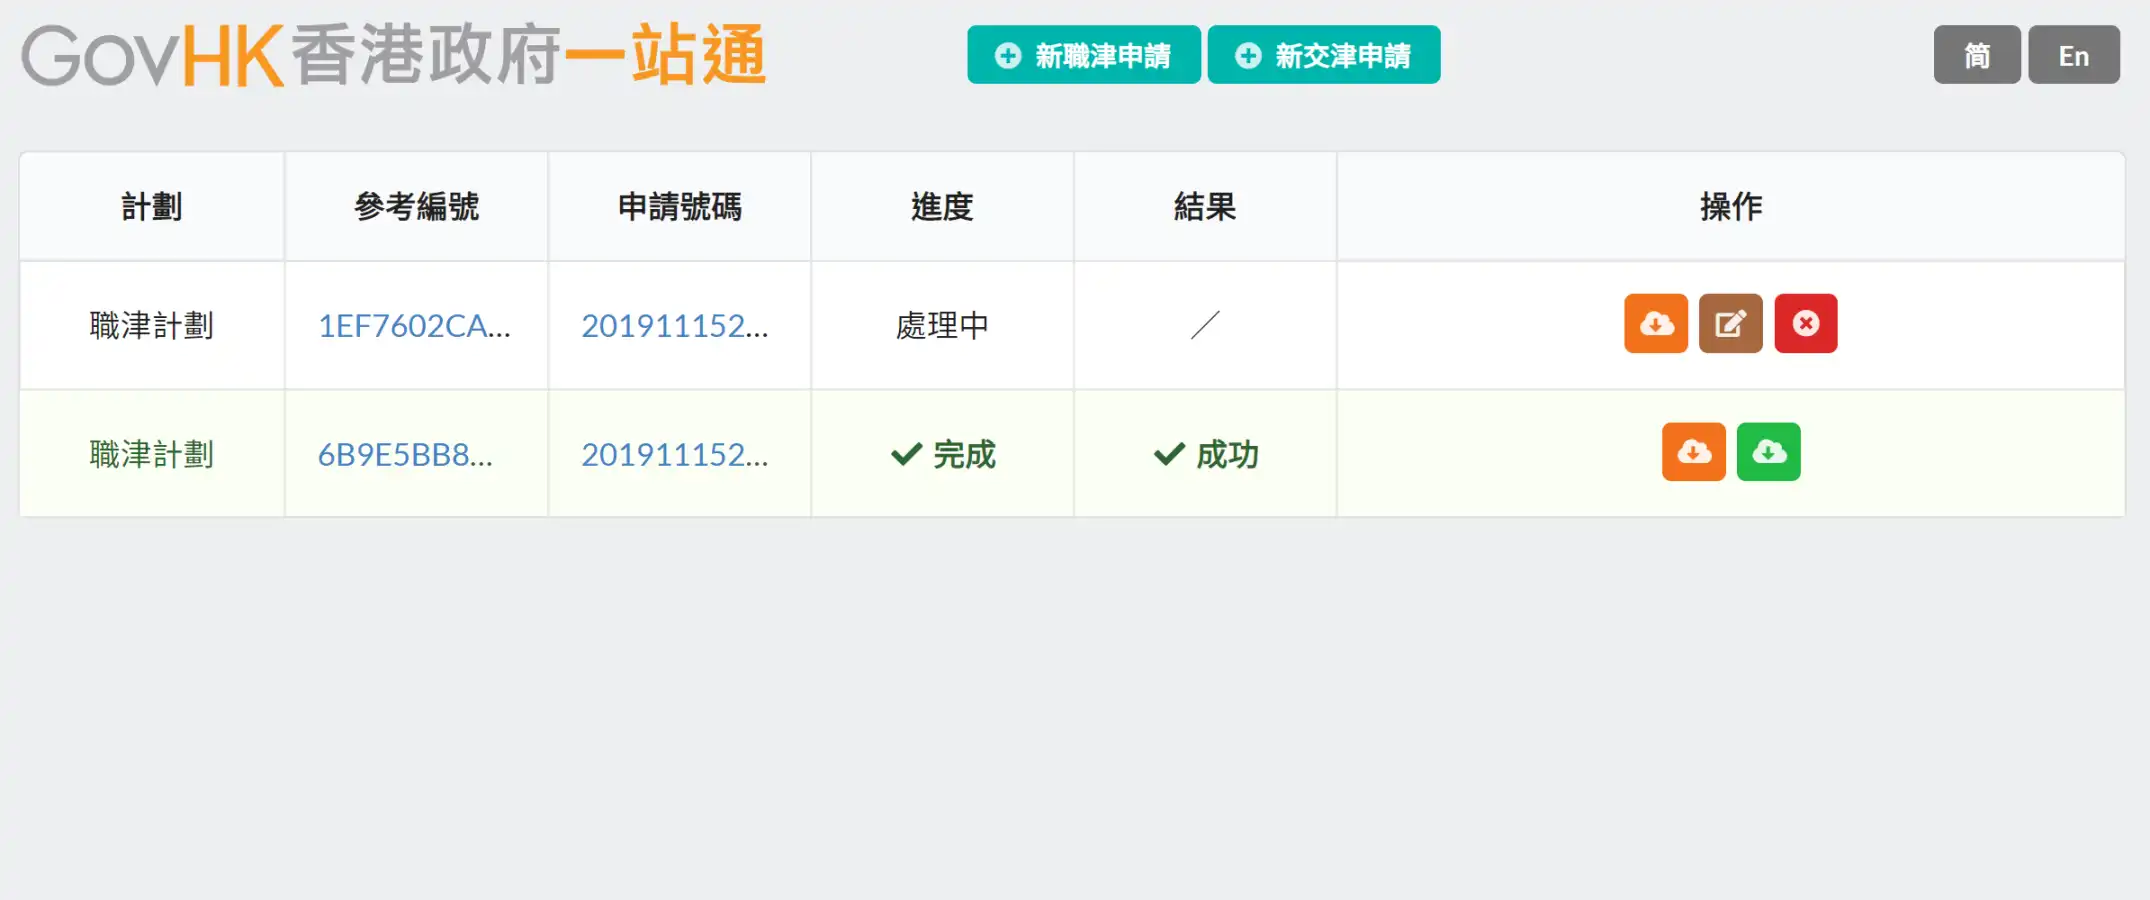 GovHK香港政府一站通
新職津申請 新交津申請
简 En
計劃 參考編號 申請號碼 進度 結果 操作
職津計劃 1EF7602CA... 201911152... 處理中 ／
職津計劃 6B9E5BB8... 201911152... 完成 成功